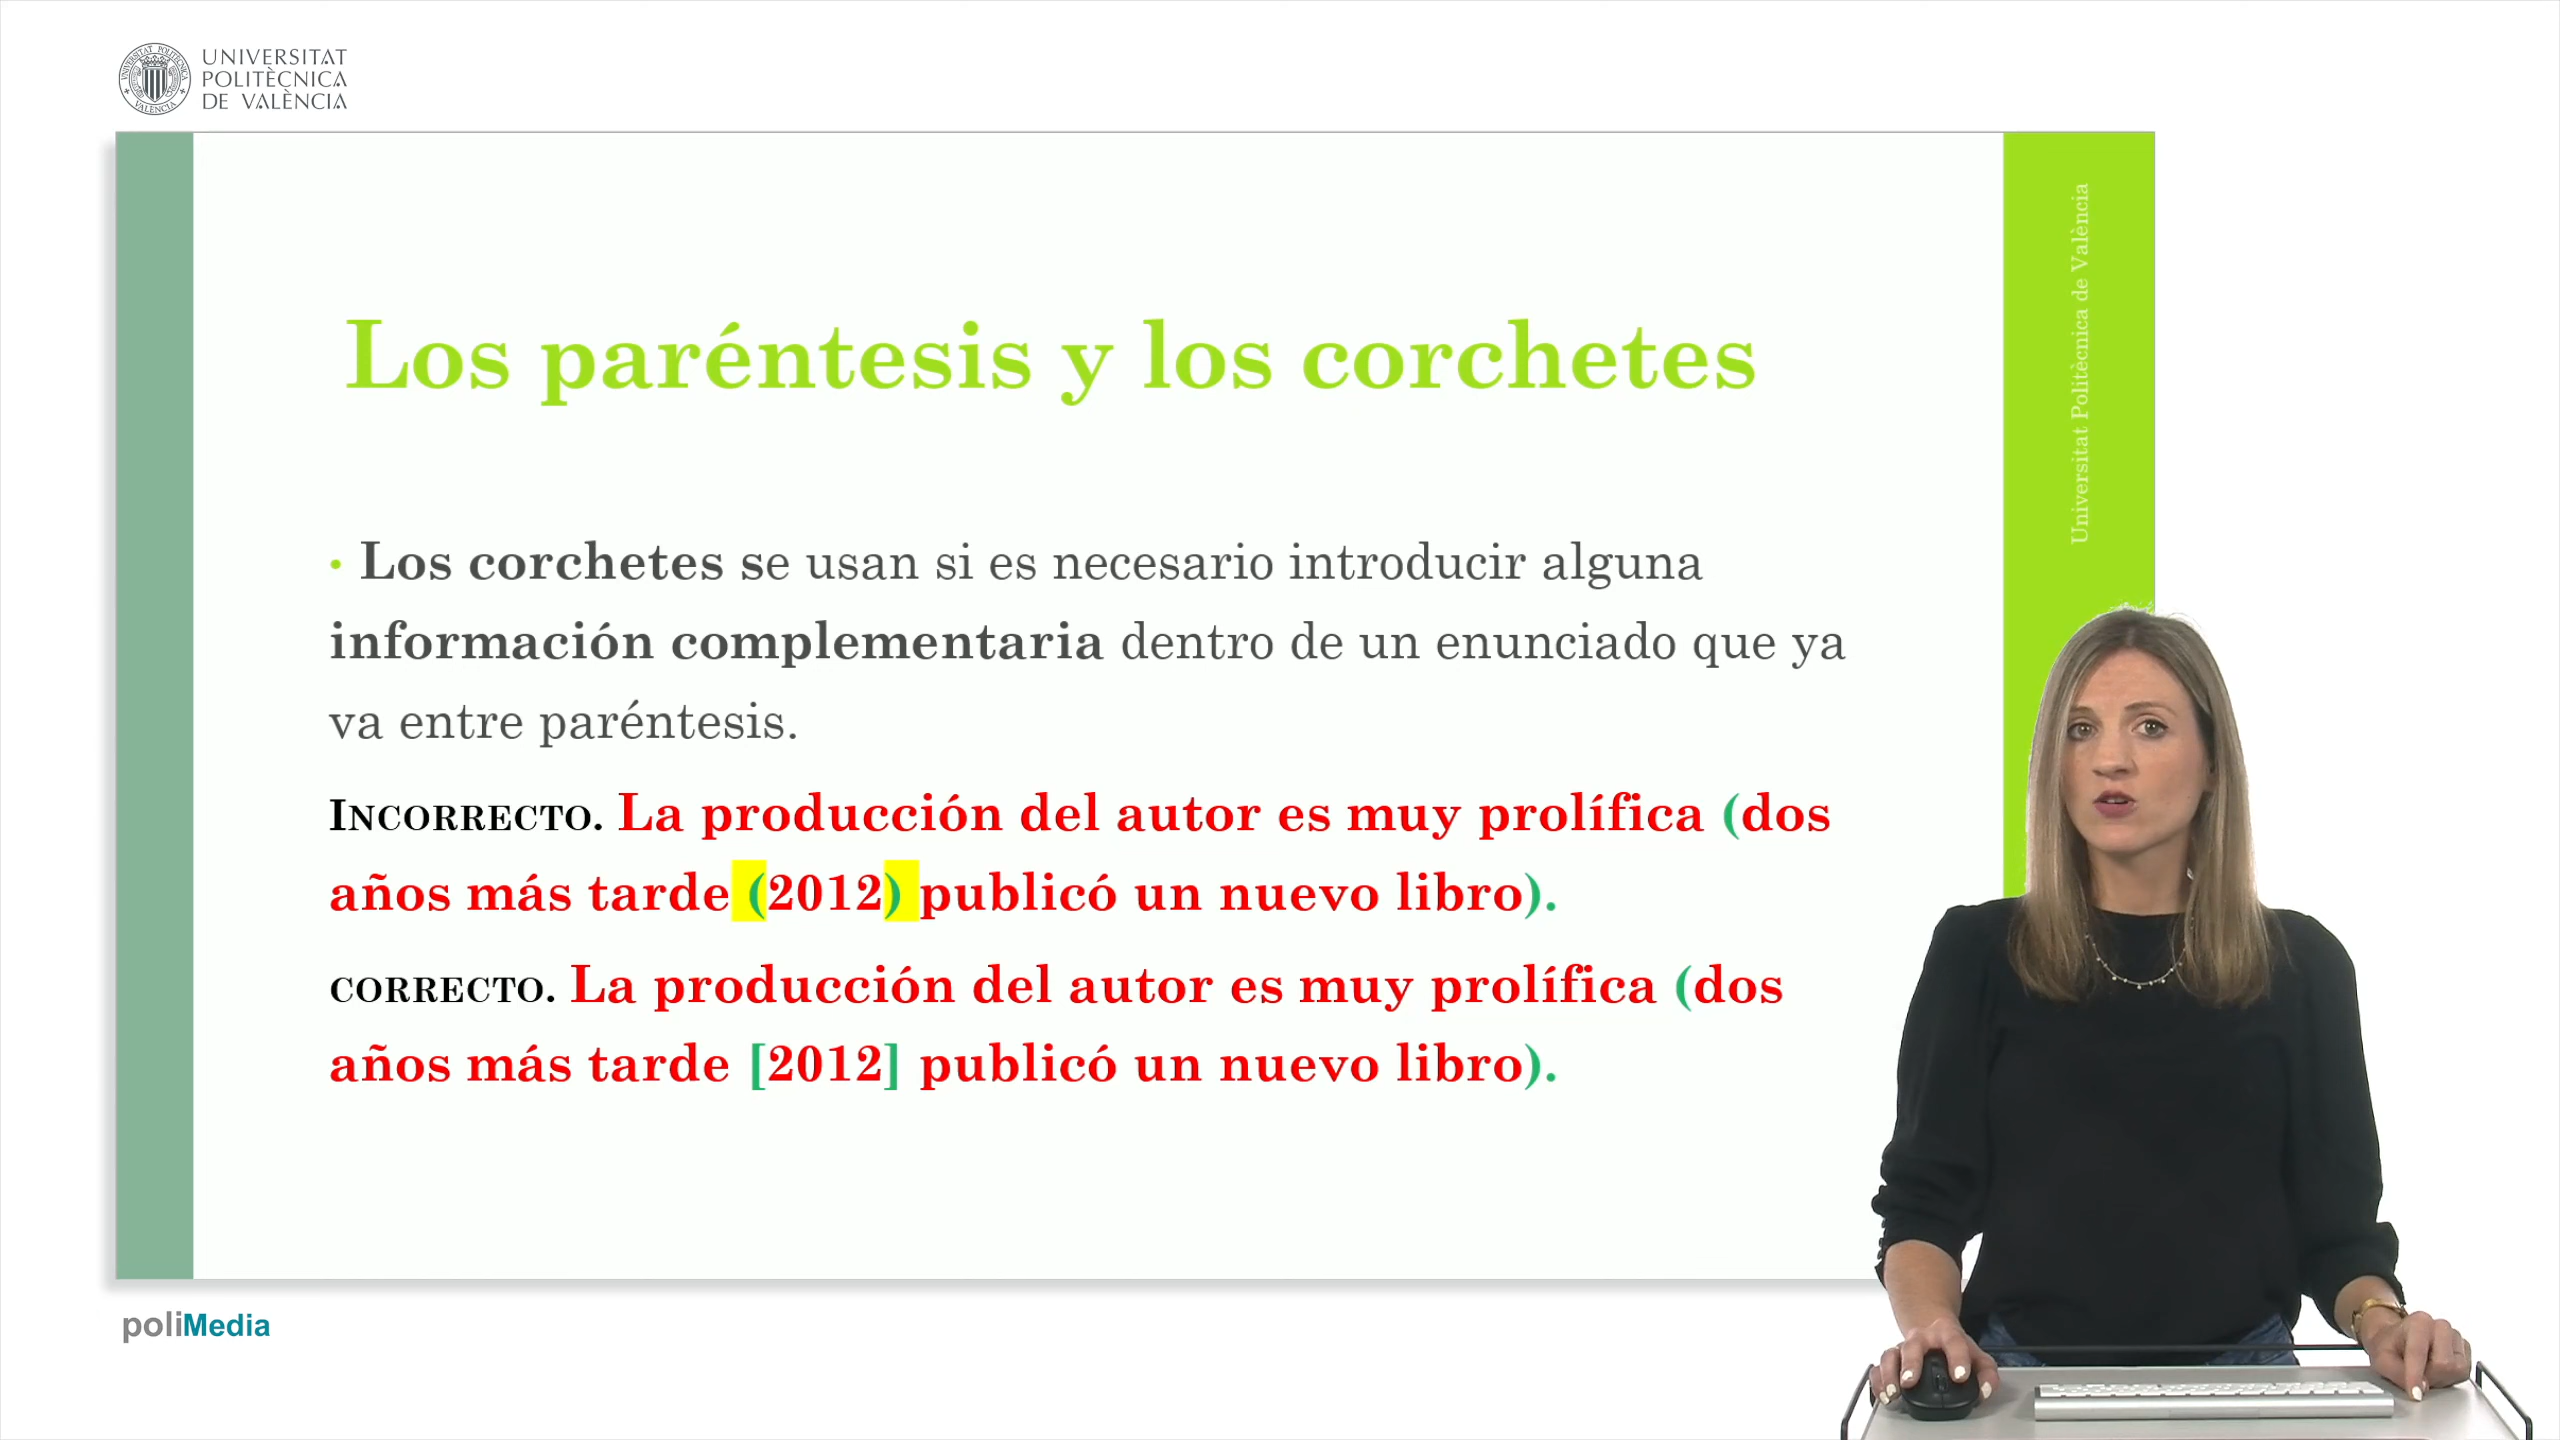 UNIVERSITAT
POLITÈCNICA
DE VALÈNCIA
Universitat Politècnica de València
Los paréntesis y los corchetes
• Los corchetes se usan si es necesario introducir alguna
información complementaria dentro de un enunciado que ya
va entre paréntesis.
INCORRECTO. La producción del autor es muy prolífica (dos
años más tarde (2012) publicó un nuevo libro).
CORRECTO. La producción del autor es muy prolífica (dos
años más tarde [2012] publicó un nuevo libro).
poliMedia